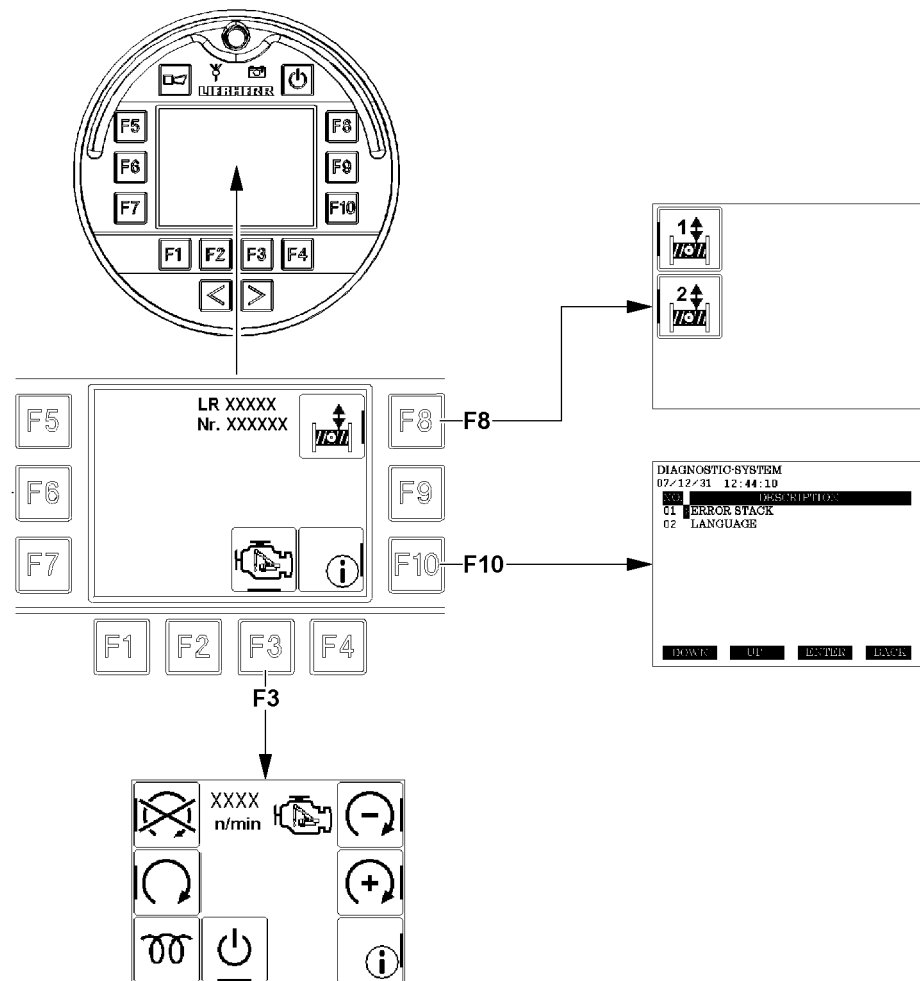 LIEBHERR
F5 F8
F6 F9
F7 F10
F1 F2 F3 F4
< >
1
2
LR XXXXX
Nr. XXXXXX
F5 F8 F8
F6 F9
F7 F10 F10
F1 F2 F3 F4
F3
DIAGNOSTIC-SYSTEM
07/12/31 12:44:10
NO. DESCRIPTION
01 ERROR STACK
02 LANGUAGE
DOWN UP ENTER BACK
XXXX
n/min
-
+
i